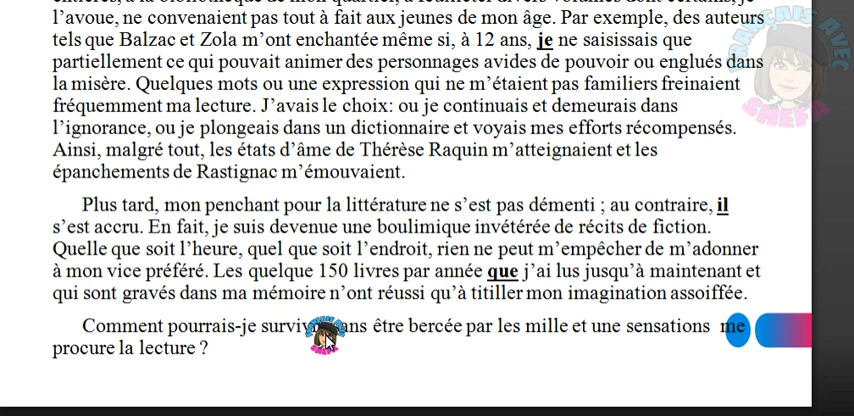 l’avoue, ne convenaient pas tout à fait aux jeunes de mon âge. Par exemple, des auteurs
tels que Balzac et Zola m’ont enchantée même si, à 12 ans, je ne saisissais que
partiellement ce qui pouvait animer des personnages avides de pouvoir ou englués dans
la misère. Quelques mots ou une expression qui ne m’étaient pas familiers freinaient
fréquemment ma lecture. J’avais le choix: ou je continuais et demeurais dans
l’ignorance, ou je plongeais dans un dictionnaire et voyais mes efforts récompensés.
Ainsi, malgré tout, les états d’âme de Thérèse Raquin m’atteignaient et les
épanchements de Rastignac m’émouvaient.
Plus tard, mon penchant pour la littérature ne s’est pas démenti ; au contraire, il
s’est accru. En fait, je suis devenue une boulimique invétérée de récits de fiction.
Quelle que soit l’heure, quel que soit l’endroit, rien ne peut m’empêcher de m’adonner
à mon vice préféré. Les quelque 150 livres par année que j’ai lus jusqu’à maintenant et
qui sont gravés dans ma mémoire n’ont réussi qu’à titiller mon imagination assoiffée.
Comment pourrais-je être bercée par les mille et une sensations me
procure la lecture ?
FRANÇAIS AVEC
SHEFA